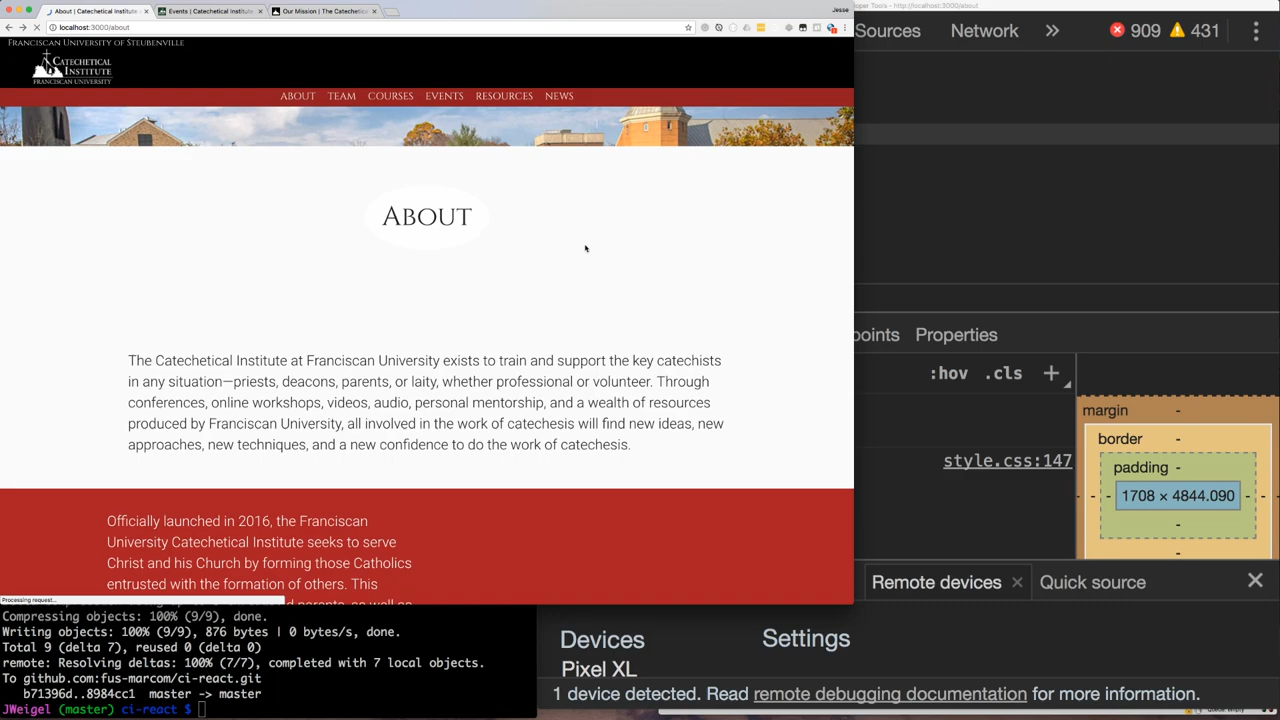 About | Catechetical Institute
Events | Catechetical Institute
Our Mission | The Catechetic
Jesse
localhost:3000/about
Franciscan University of Steubenville
Catechetical
Institute
Franciscan University
ABOUT TEAM COURSES EVENTS RESOURCES NEWS
About
The Catechetical Institute at Franciscan University exists to train and support the key catechists
in any situation—priests, deacons, parents, or laity, whether professional or volunteer. Through
conferences, online workshops, videos, audio, personal mentorship, and a wealth of resources
produced by Franciscan University, all involved in the work of catechesis will find new ideas, new
approaches, new techniques, and a new confidence to do the work of catechesis.
Officially launched in 2016, the Franciscan
University Catechetical Institute seeks to serve
Christ and his Church by forming those Catholics
entrusted with the formation of others. This
Processing request...
Compressing objects: 100% (9/9), done.
Writing objects: 100% (9/9), 876 bytes | 0 bytes/s, done.
Total 9 (delta 7), reused 0 (delta 0)
remote: Resolving deltas: 100% (7/7), completed with 7 local objects.
To github.com:fus-marcom/ci-react.git
b71396d..8984cc1 master -> master
JWeigel (master) ci-react $
oper Tools - http://localhost:3000/about
Sources Network » 909 431
points Properties
:hov .cls +
style.css:147
margin -
border -
padding -
1708 × 4844.090
-
-
Remote devices × Quick source
Devices Settings
Pixel XL
1 device detected. Read remote debugging documentation for more information.